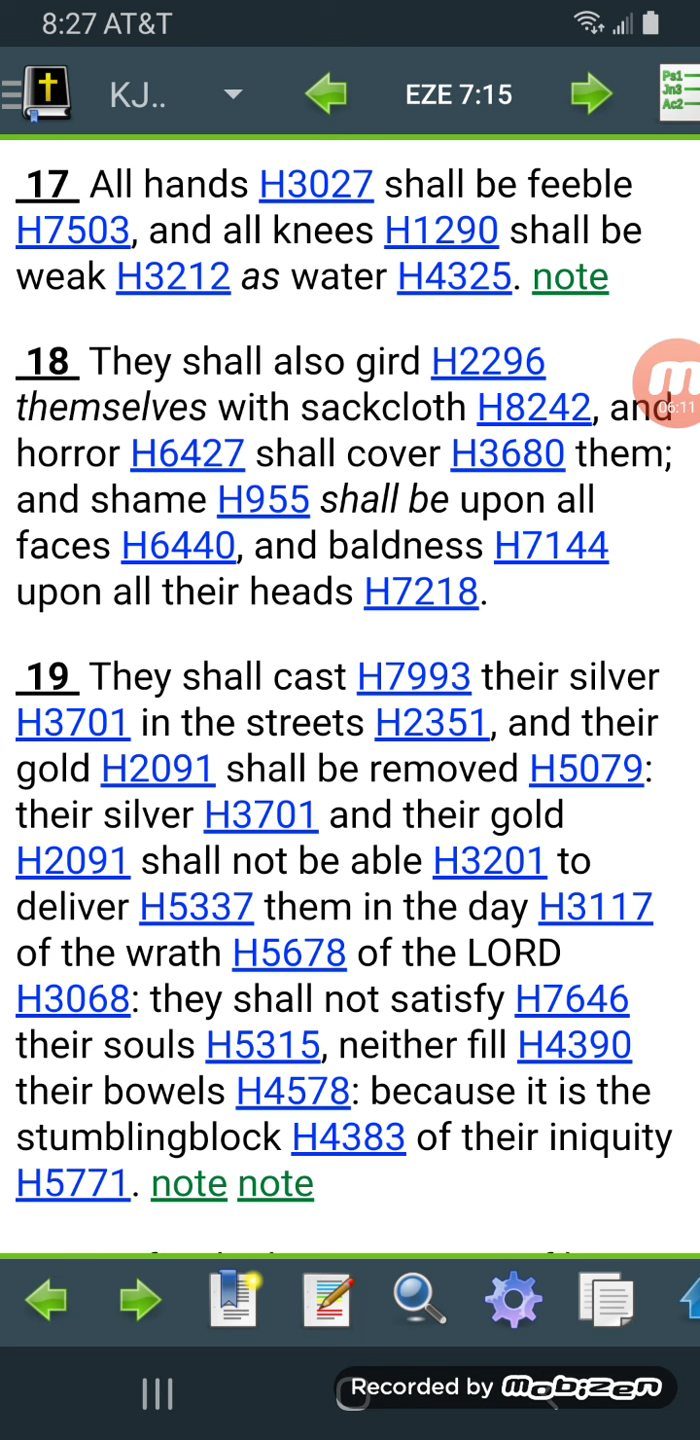 8:27 AT&T
KJ..
EZE 7:15
Ps1
Jn3
Ac2
17 All hands H3027 shall be feeble
H7503, and all knees H1290 shall be
weak H3212 as water H4325. note
18 They shall also gird H2296
themselves with sackcloth H8242, and
06:11
horror H6427 shall cover H3680 them;
and shame H955 shall be upon all
faces H6440, and baldness H7144
upon all their heads H7218.
19 They shall cast H7993 their silver
H3701 in the streets H2351, and their
gold H2091 shall be removed H5079:
their silver H3701 and their gold
H2091 shall not be able H3201 to
deliver H5337 them in the day H3117
of the wrath H5678 of the LORD
H3068: they shall not satisfy H7646
their souls H5315, neither fill H4390
their bowels H4578: because it is the
stumblingblock H4383 of their iniquity
H5771. note note
Recorded by mobizen